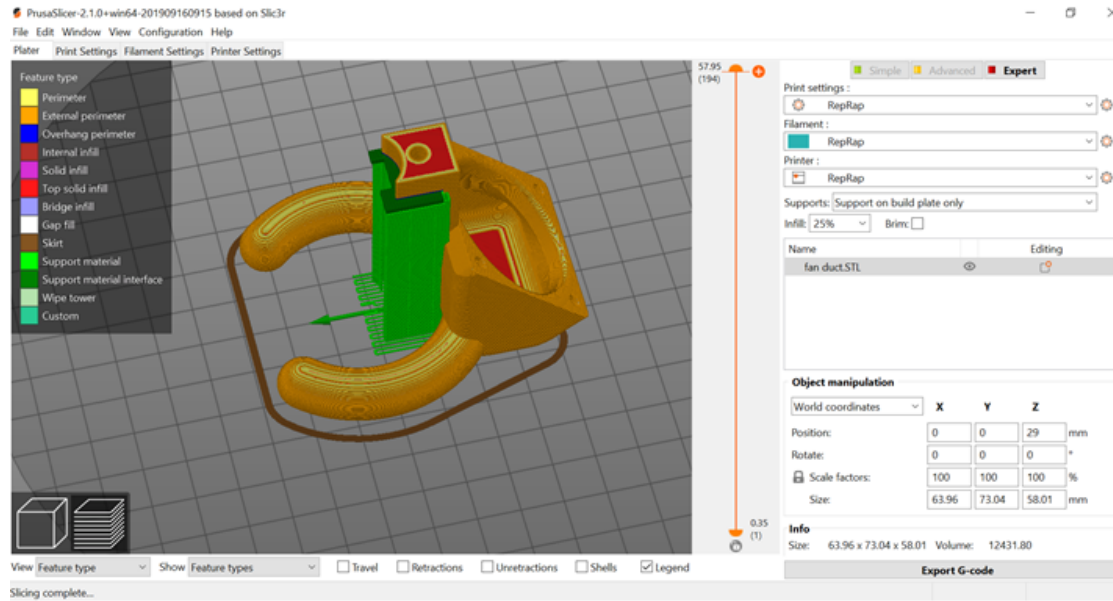 PrusaSlicer-2.1.0+win64-201909160915 based on Slic3r
File Edit Window View Configuration Help
Plater Print Settings Filament Settings Printer Settings
Feature type
Perimeter
External perimeter
Overhang perimeter
Internal infill
Solid infill
Top solid infill
Bridge infill
Gap fill
Skirt
Support material
Support material interface
Wipe tower
Custom
57.95
(194)
0.35
(1)
Simple Advanced Expert
Print settings :
RepRap
Filament :
RepRap
Printer :
RepRap
Supports: Support on build plate only
Infill: 25% Brim:
Name Editing
fan duct.STL
Object manipulation
World coordinates X Y Z
Position: 0 0 29 mm
Rotate: 0 0 0 °
Scale factors: 100 100 100 %
Size: 63.96 73.04 58.01 mm
Info
Size: 63.96 x 73.04 x 58.01 Volume: 12431.80
View Feature type Show Feature types Travel Retractions Unretractions Shells Legend
Export G-code
Slicing complete...